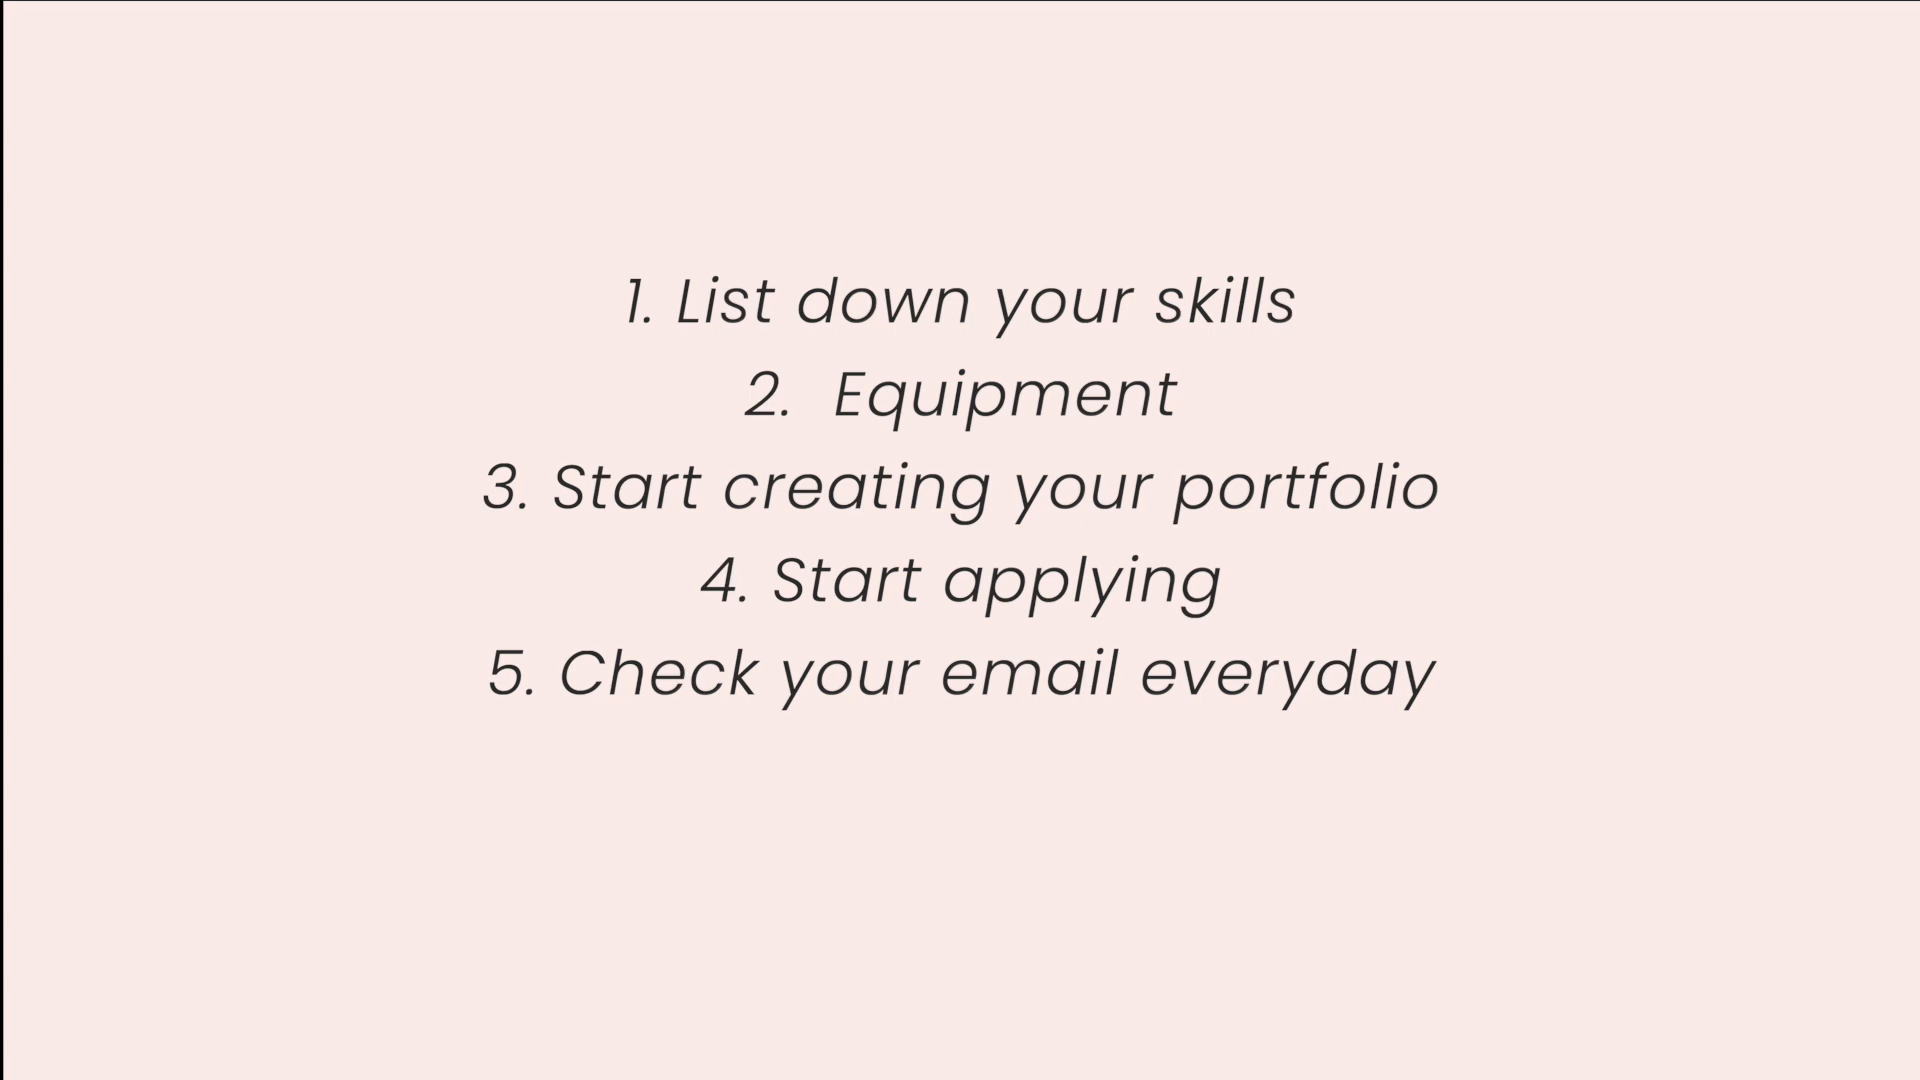 1. List down your skills
2. Equipment
3. Start creating your portfolio
4. Start applying
5. Check your email everyday